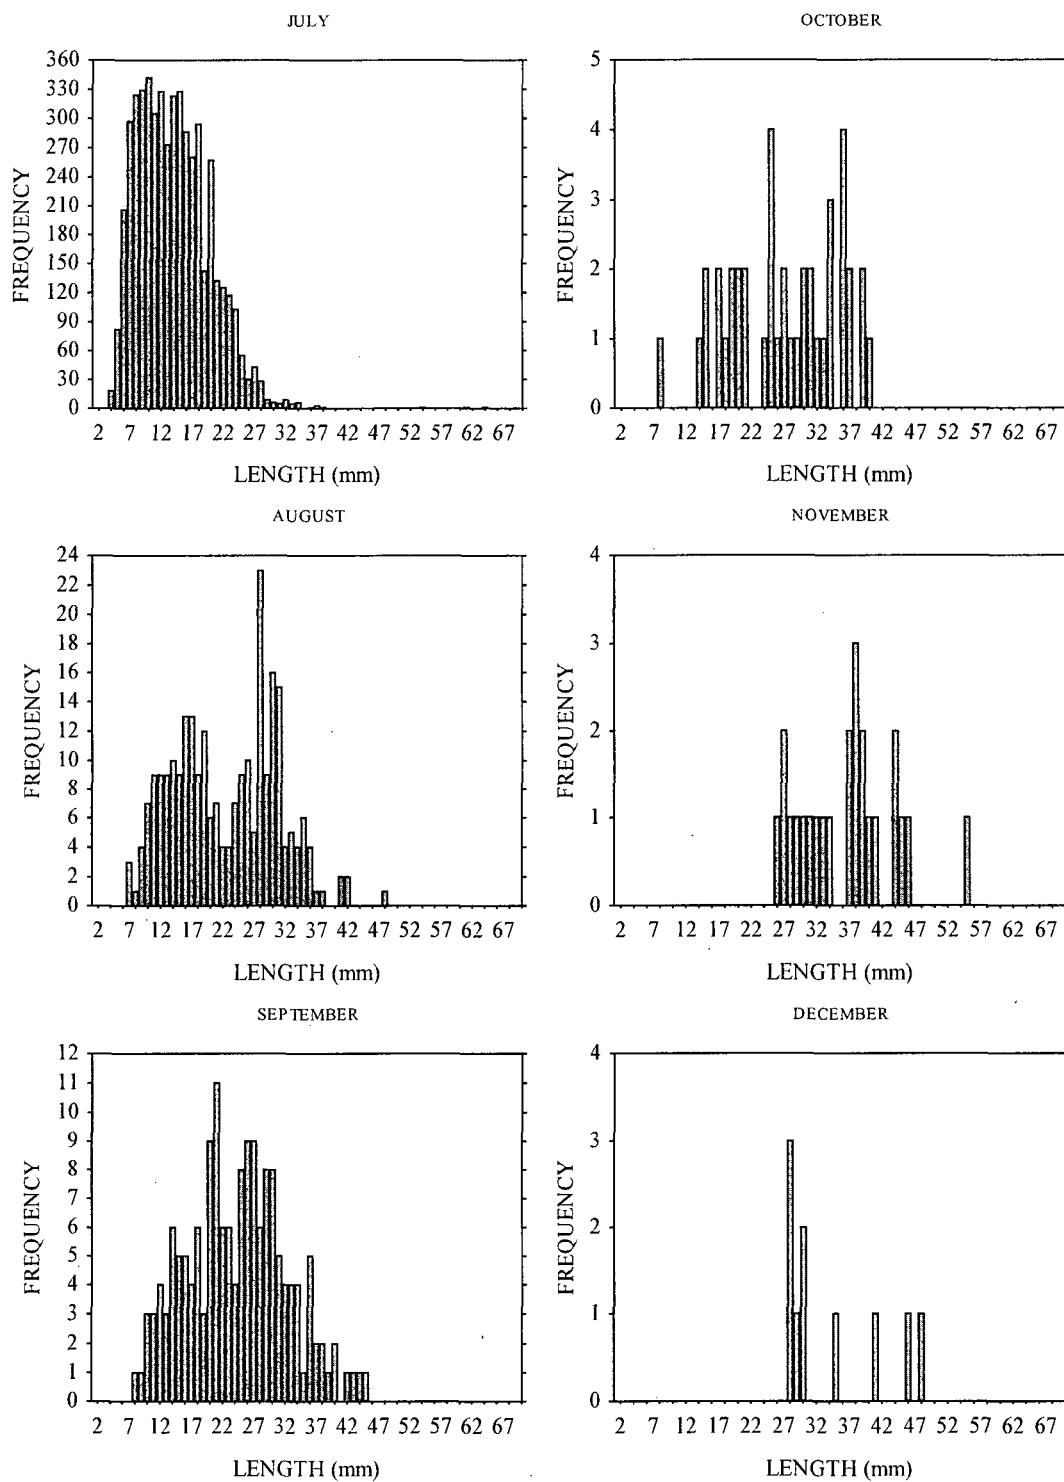 JULY
360
330
300
270
240
210
180
150
120
90
60
30
0
FREQUENCY
2 7 12 17 22 27 32 37 42 47 52 57 62 67
LENGTH (mm)
OCTOBER
5
4
3
2
1
0
FREQUENCY
2 7 12 17 22 27 32 37 42 47 52 57 62 67
LENGTH (mm)
AUGUST
24
22
20
18
16
14
12
10
8
6
4
2
0
FREQUENCY
2 7 12 17 22 27 32 37 42 47 52 57 62 67
LENGTH (mm)
NOVEMBER
4
3
2
1
0
FREQUENCY
2 7 12 17 22 27 32 37 42 47 52 57 62 67
LENGTH (mm)
SEPTEMBER
12
11
10
9
8
7
6
5
4
3
2
1
0
FREQUENCY
2 7 12 17 22 27 32 37 42 47 52 57 62 67
LENGTH (mm)
DECEMBER
4
3
2
1
0
FREQUENCY
2 7 12 17 22 27 32 37 42 47 52 57 62 67
LENGTH (mm)